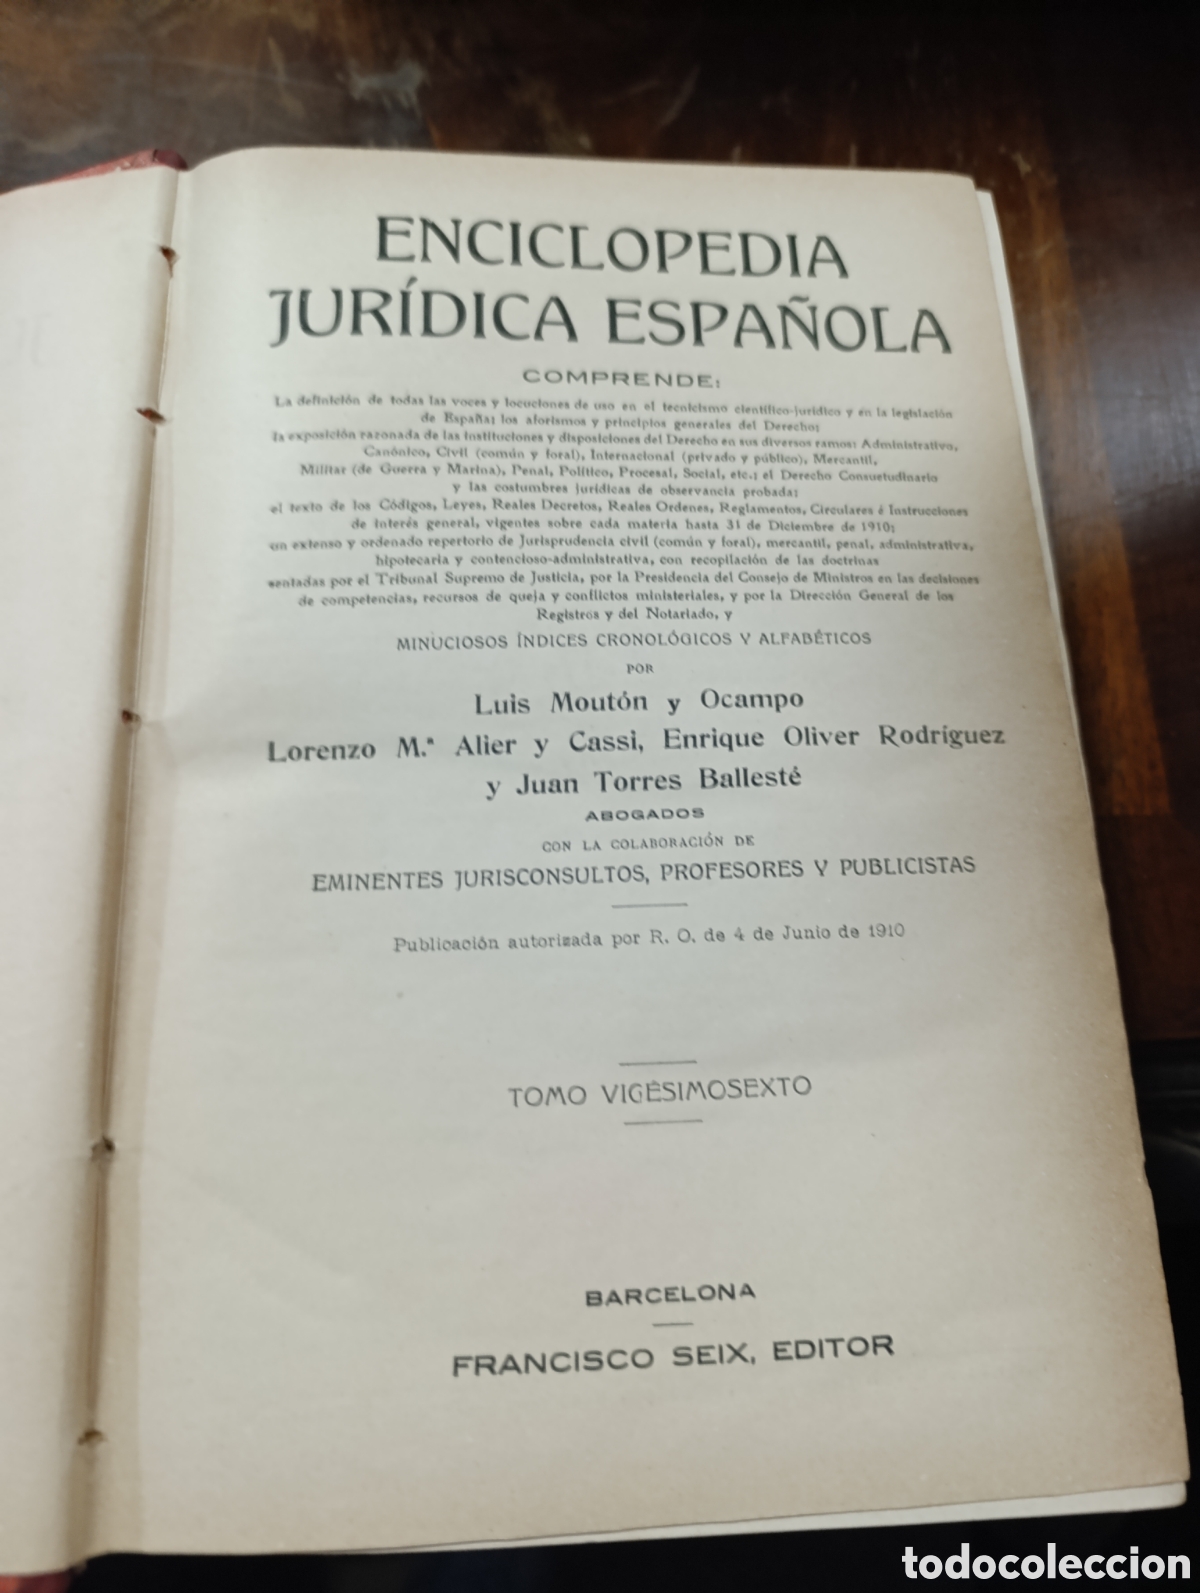 ENCICLOPEDIA
JURÍDICA ESPAÑOLA
COMPRENDE:
La definición de todas las voces y locuciones de uso en el tecnicismo científico-jurídico y en la legislación
de España; los aforismos y principios generales del Derecho;
la exposición razonada de las instituciones y disposiciones del Derecho en sus diversos ramos: Administrativo,
Canónico, Civil (común y foral), Internacional (privado y público), Mercantil,
Militar (de Guerra y Marina), Penal, Político, Procesal, Social, etc.; el Derecho Consuetudinario
y las costumbres jurídicas de observancia probada;
el texto de los Códigos, Leyes, Reales Decretos, Reales Ordenes, Reglamentos, Circulares é Instrucciones
de interés general, vigentes sobre cada materia hasta 31 de Diciembre de 1910;
un extenso y ordenado repertorio de Jurisprudencia civil (común y foral), mercantil, penal, administrativa,
hipotecaria y contencioso-administrativa, con recopilación de las doctrinas
sentadas por el Tribunal Supremo de Justicia, por la Presidencia del Consejo de Ministros en las decisiones
de competencias, recursos de queja y conflictos ministeriales, y por la Dirección General de los
Registros y del Notariado, y
MINUCIOSOS ÍNDICES CRONOLÓGICOS Y ALFABÉTICOS
POR
Luis Moutón y Ocampo
Lorenzo M.ª Alier y Cassi, Enrique Oliver Rodríguez
y Juan Torres Ballesté
ABOGADOS
CON LA COLABORACIÓN DE
EMINENTES JURISCONSULTOS, PROFESORES Y PUBLICISTAS
Publicación autorizada por R. O. de 4 de Junio de 1910
TOMO VIGÉSIMOSEXTO
BARCELONA
FRANCISCO SEIX, EDITOR
todocoleccion